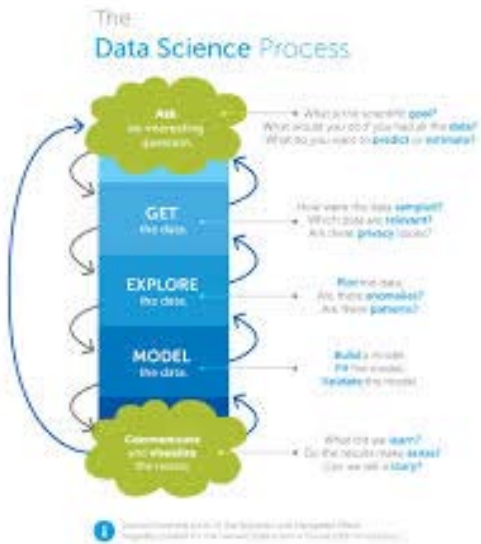 The
Data Science Process
Ask
an interesting
question.
What is the scientific goal?
What would you do if you had all the data?
What do you want to predict or estimate?
GET
the data.
How were the data sampled?
Which data are relevant?
Are there privacy issues?
EXPLORE
the data.
Plot the data.
Are there anomalies?
Are there patterns?
MODEL
the data.
Build a model.
Fit the model.
Validate the model.
Communicate
and visualize
the results.
What did we learn?
Do the results make sense?
Can we tell a story?